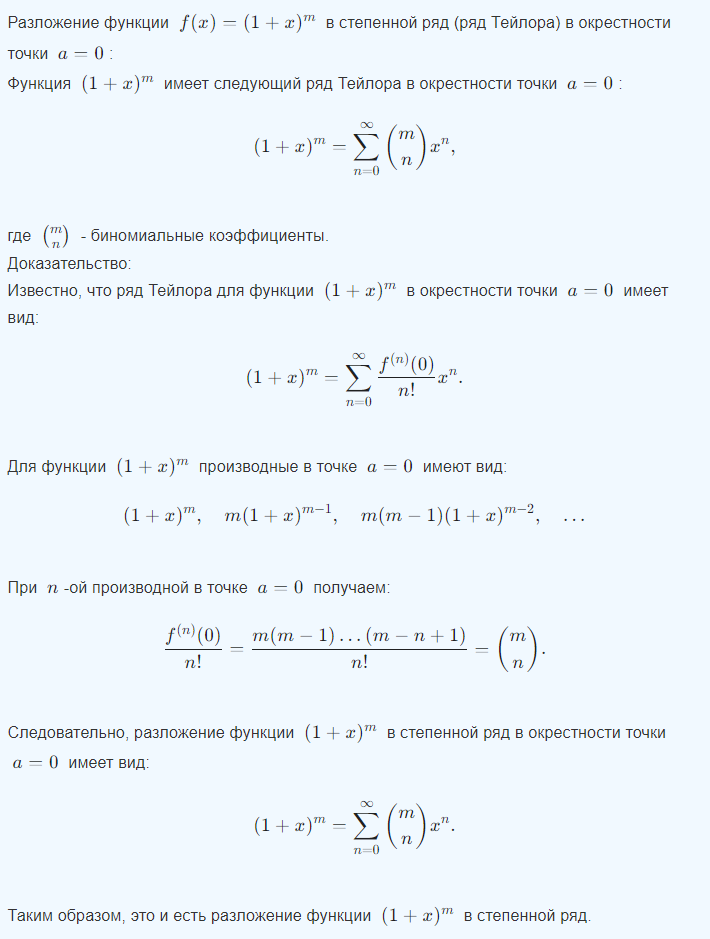 Разложение функции f(x) = (1 + x)^m в степенной ряд (ряд Тейлора) в окрестности
точки a = 0 :
Функция (1 + x)^m имеет следующий ряд Тейлора в окрестности точки a = 0 :
(1 + x)^m = \sum_{n=0}^{\infty} \binom{m}{n} x^n,
где \binom{m}{n} - биномиальные коэффициенты.
Доказательство:
Известно, что ряд Тейлора для функции (1 + x)^m в окрестности точки a = 0 имеет
вид:
(1 + x)^m = \sum_{n=0}^{\infty} \frac{f^{(n)}(0)}{n!} x^n.
Для функции (1 + x)^m производные в точке a = 0 имеют вид:
(1 + x)^m, m(1 + x)^{m-1}, m(m − 1)(1 + x)^{m-2}, ...
При n -ой производной в точке a = 0 получаем:
\frac{f^{(n)}(0)}{n!} = \frac{m(m − 1) ... (m − n + 1)}{n!} = \binom{m}{n}.
Следовательно, разложение функции (1 + x)^m в степенной ряд в окрестности точки
a = 0 имеет вид:
(1 + x)^m = \sum_{n=0}^{\infty} \binom{m}{n} x^n.
Таким образом, это и есть разложение функции (1 + x)^m в степенной ряд.